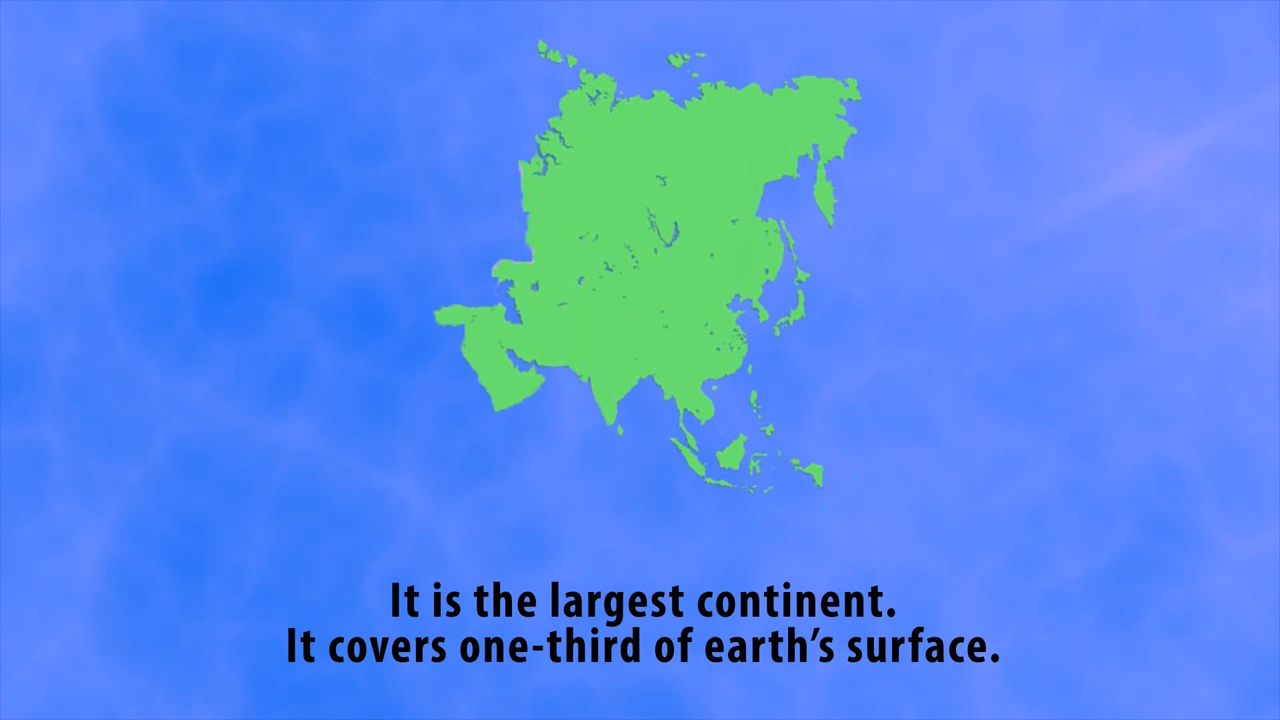 It is the largest continent.
It covers one-third of earth’s surface.